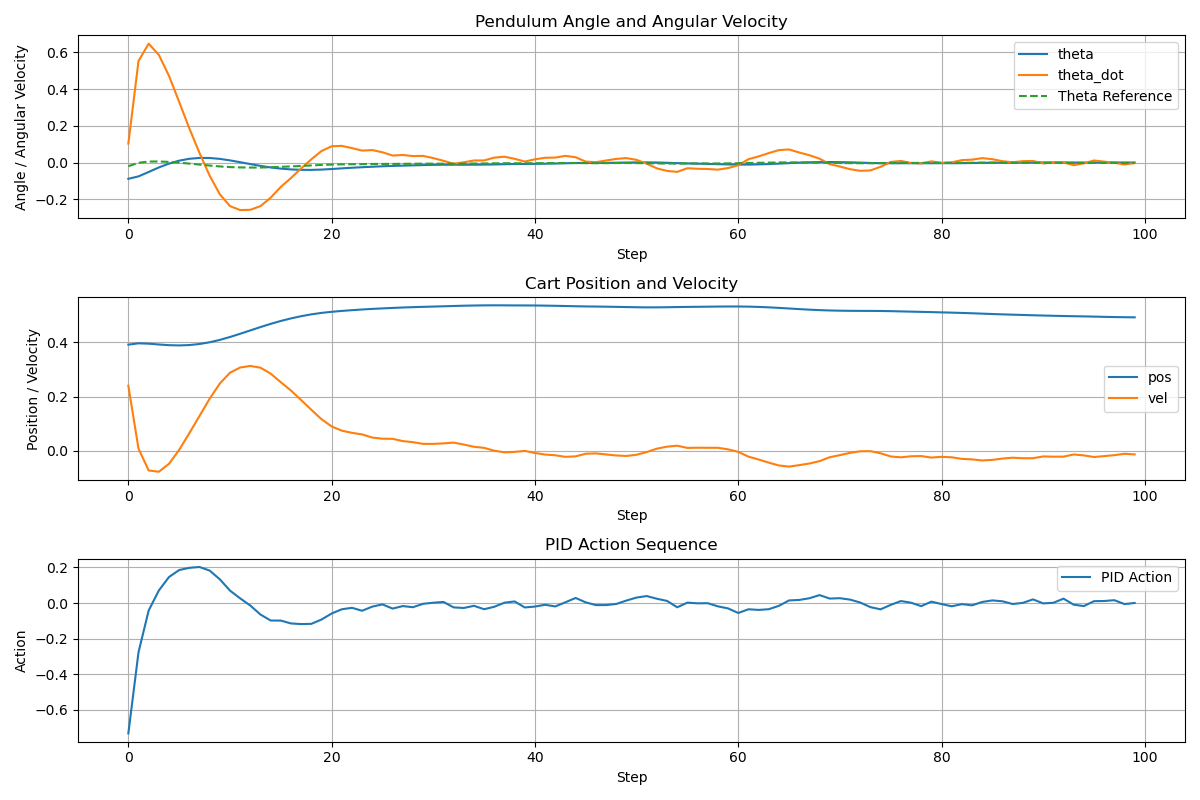 Pendulum Angle and Angular Velocity
Angle / Angular Velocity
0.6
0.4
0.2
0.0
−0.2
theta
theta_dot
Theta Reference
0 20 40 60 80 100
Step
Cart Position and Velocity
Position / Velocity
0.4
0.2
0.0
pos
vel
0 20 40 60 80 100
Step
PID Action Sequence
Action
0.2
0.0
−0.2
−0.4
−0.6
PID Action
0 20 40 60 80 100
Step